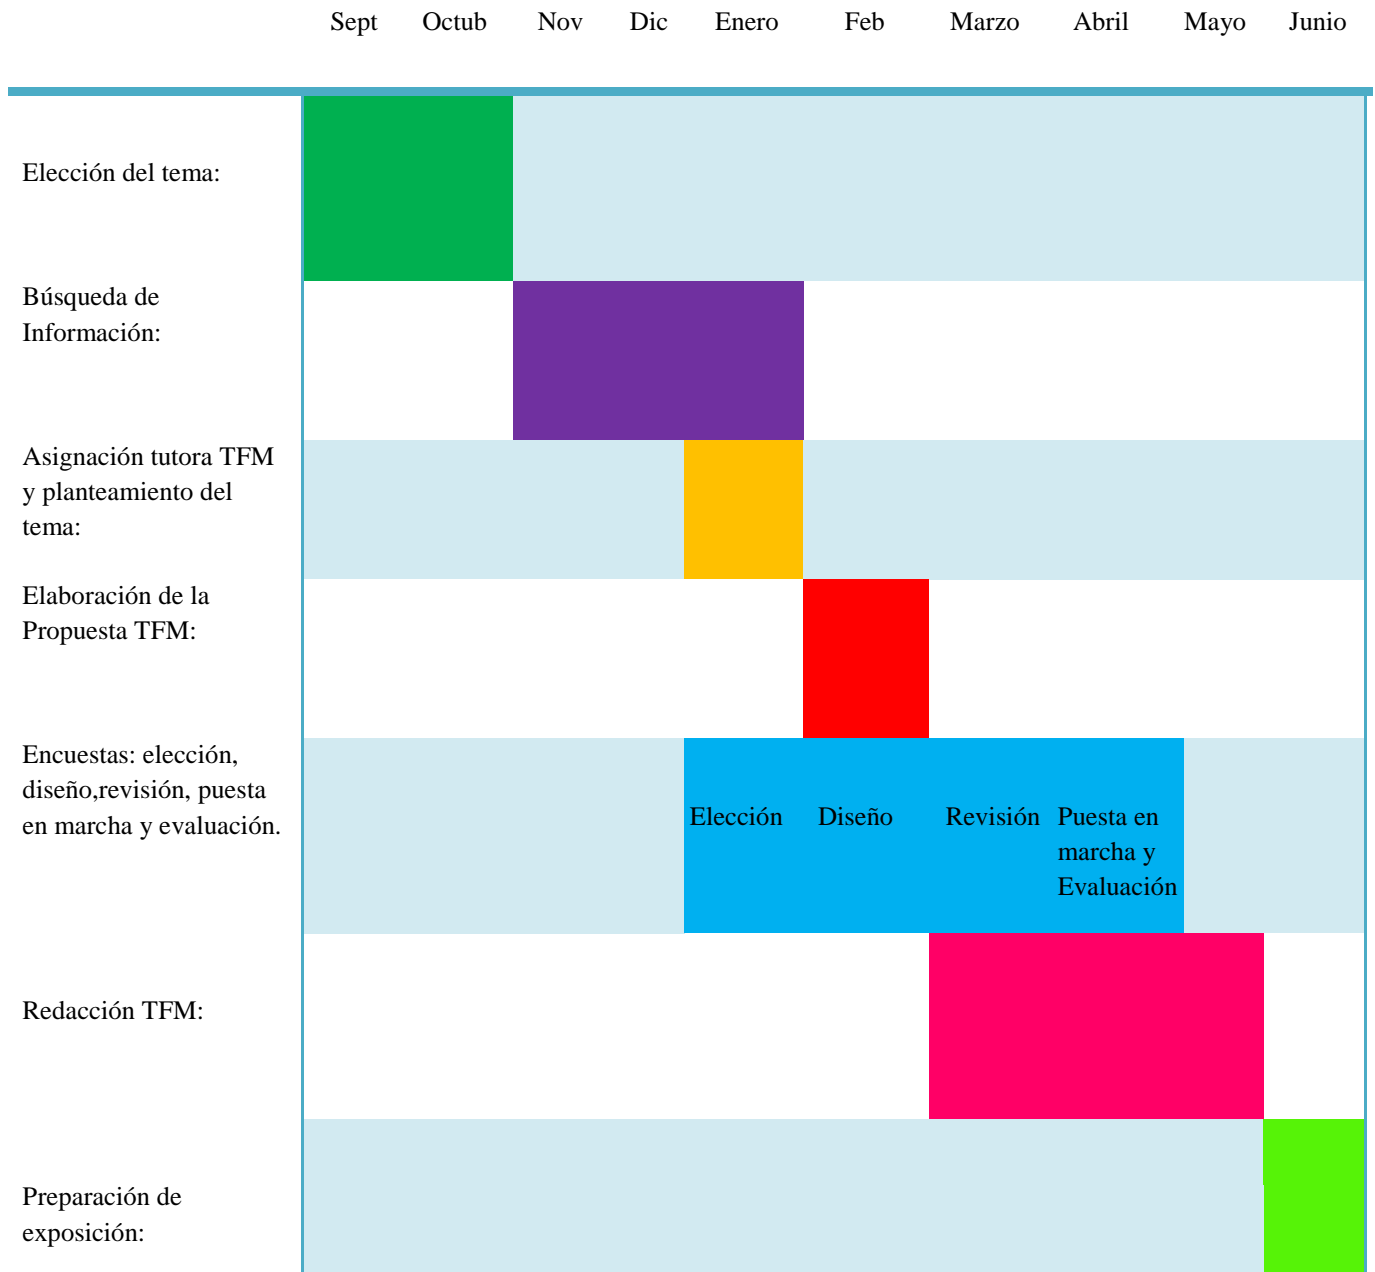 Sept Octub Nov Dic Enero Feb Marzo Abril Mayo Junio
Elección del tema:
Búsqueda de
Información:
Asignación tutora TFM
y planteamiento del
tema:
Elaboración de la
Propuesta TFM:
Encuestas: elección,
diseño,revisión, puesta
en marcha y evaluación.
Elección
Diseño
Revisión
Puesta en
marcha y
Evaluación
Redacción TFM:
Preparación de
exposición: